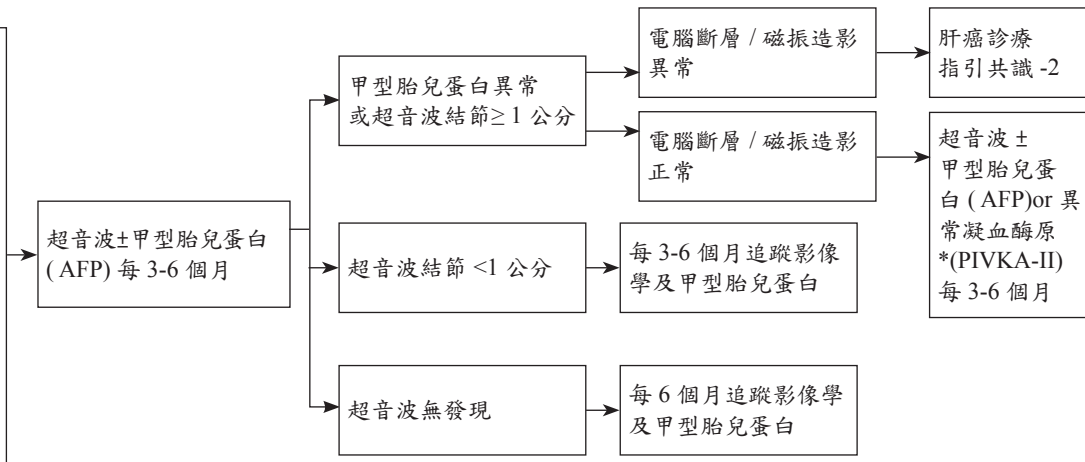 超音波±甲型胎兒蛋白
(AFP) 每 3-6 個月
甲型胎兒蛋白異常
或超音波結節≥ 1 公分
電腦斷層 / 磁振造影
異常
肝癌診療
指引共識 -2
電腦斷層 / 磁振造影
正常
超音波 ±
甲型胎兒蛋
白 ( AFP)or 異
常凝血酶原
*(PIVKA-II)
每 3-6 個月
超音波結節 <1 公分
每 3-6 個月追蹤影像
學及甲型胎兒蛋白
超音波無發現
每 6 個月追蹤影像學
及甲型胎兒蛋白